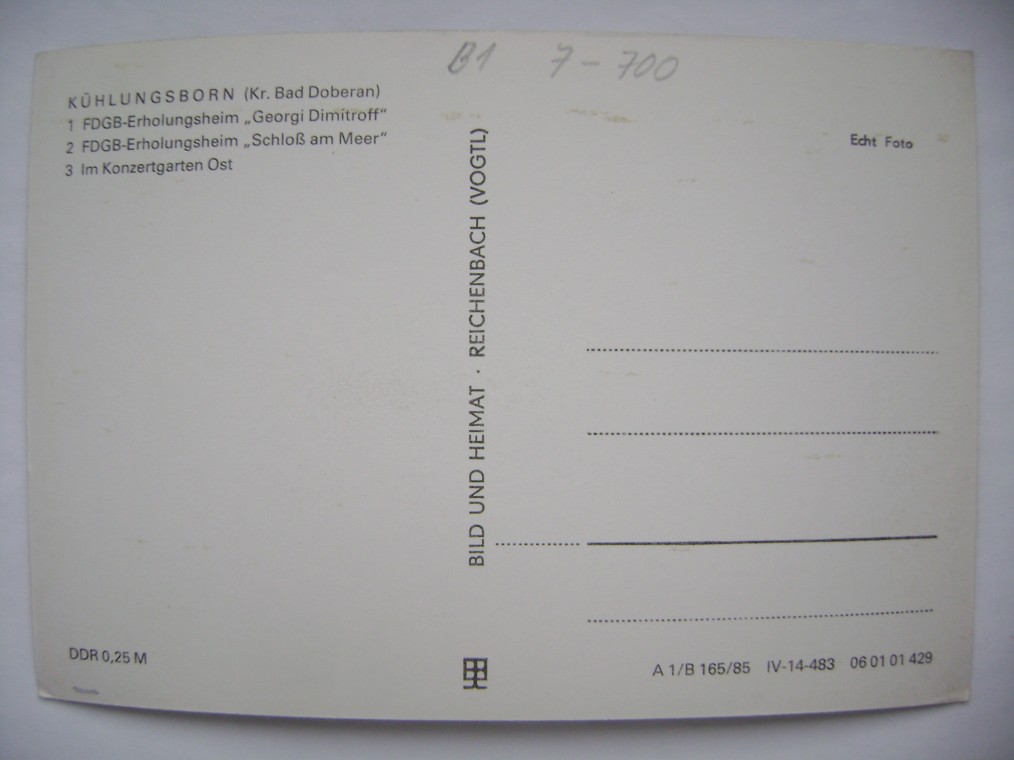 B1 7-700
KÜHLUNGSBORN (Kr. Bad Doberan)
1 FDGB-Erholungsheim „Georgi Dimitroff“
2 FDGB-Erholungsheim „Schloß am Meer“
3 Im Konzertgarten Ost
Echt Foto
BILD UND HEIMAT · REICHENBACH (VOGTL)
DDR 0,25 M
A 1/B 165/85 IV-14-483 06 01 01 429